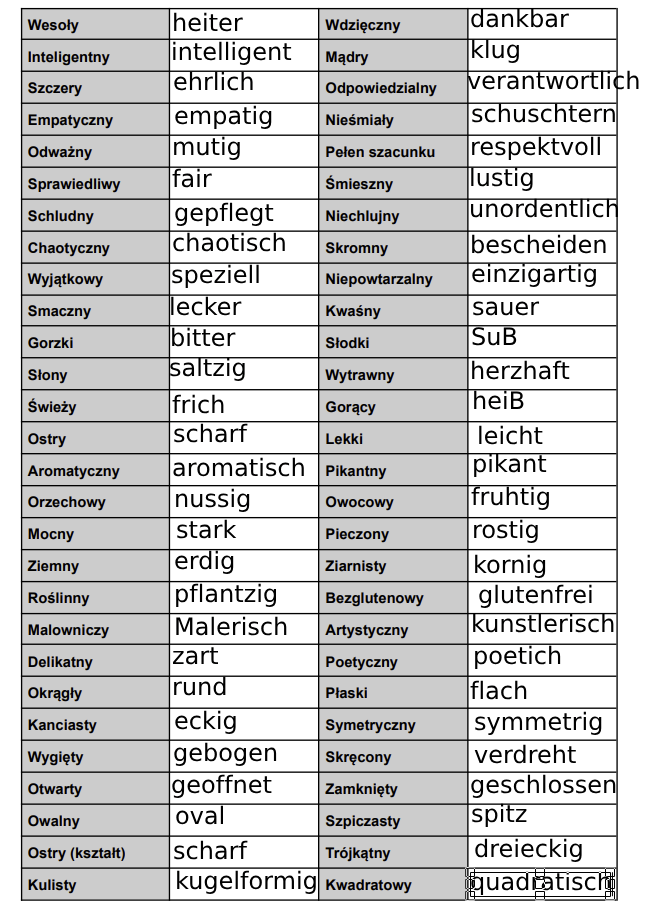 Wesoły heiter Wdzięczny dankbar
Inteligentny intelligent Mądry klug
Szczery ehrlich Odpowiedzialny verantwortlich
Empatyczny empatig Nieśmiały schuschtern
Odważny mutig Pełen szacunku respektvoll
Sprawiedliwy fair Śmieszny lustig
Schludny gepflegt Niechlujny unordentlich
Chaotyczny chaotisch Skromny bescheiden
Wyjątkowy speziell Niepowtarzalny einzigartig
Smaczny lecker Kwaśny sauer
Gorzki bitter Słodki SuB
Słony saltzig Wytrawny herzhaft
Świeży frich Gorący heiB
Ostry scharf Lekki leicht
Aromatyczny aromatisch Pikantny pikant
Orzechowy nussig Owocowy fruhtig
Mocny stark Pieczony rostig
Ziemny erdig Ziarnisty kornig
Roślinny pflantzig Bezglutenowy glutenfrei
Malowniczy Malerisch Artystyczny kunstlerisch
Delikatny zart Poetyczny poetich
Okrągły rund Płaski flach
Kanciasty eckig Symetryczny symmetrig
Wygięty gebogen Skręcony verdreht
Otwarty geoffnet Zamknięty geschlossen
Owalny oval Szpiczasty spitz
Ostry (kształt) scharf Trójkątny dreieckig
Kulisty kugelformig Kwadratowy quadratisch